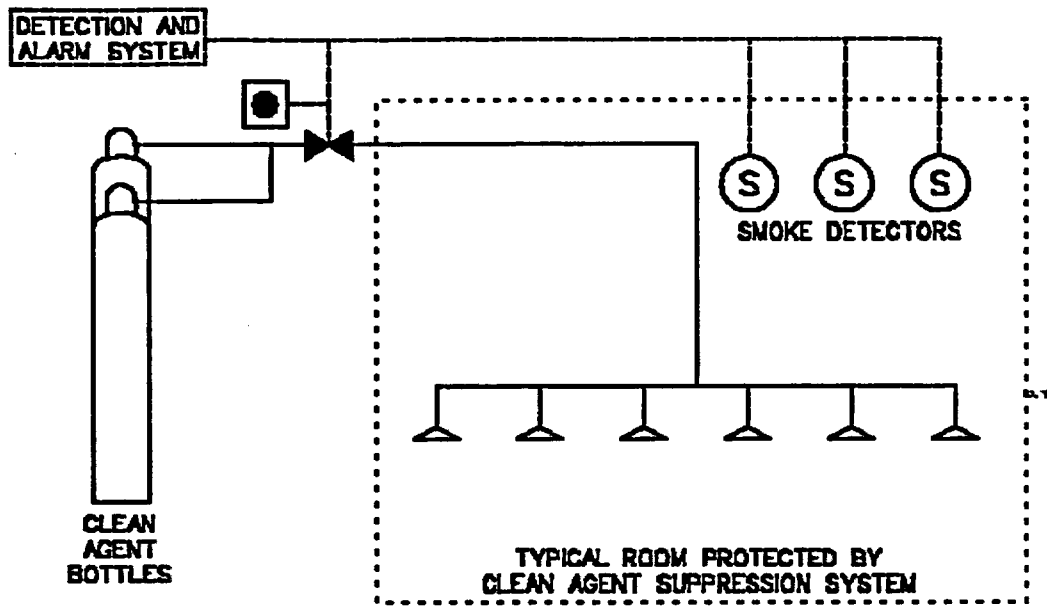 DETECTION AND
ALARM SYSTEM
S S S
SMOKE DETECTORS
CLEAN
AGENT
BOTTLES
TYPICAL ROOM PROTECTED BY
CLEAN AGENT SUPPRESSION SYSTEM